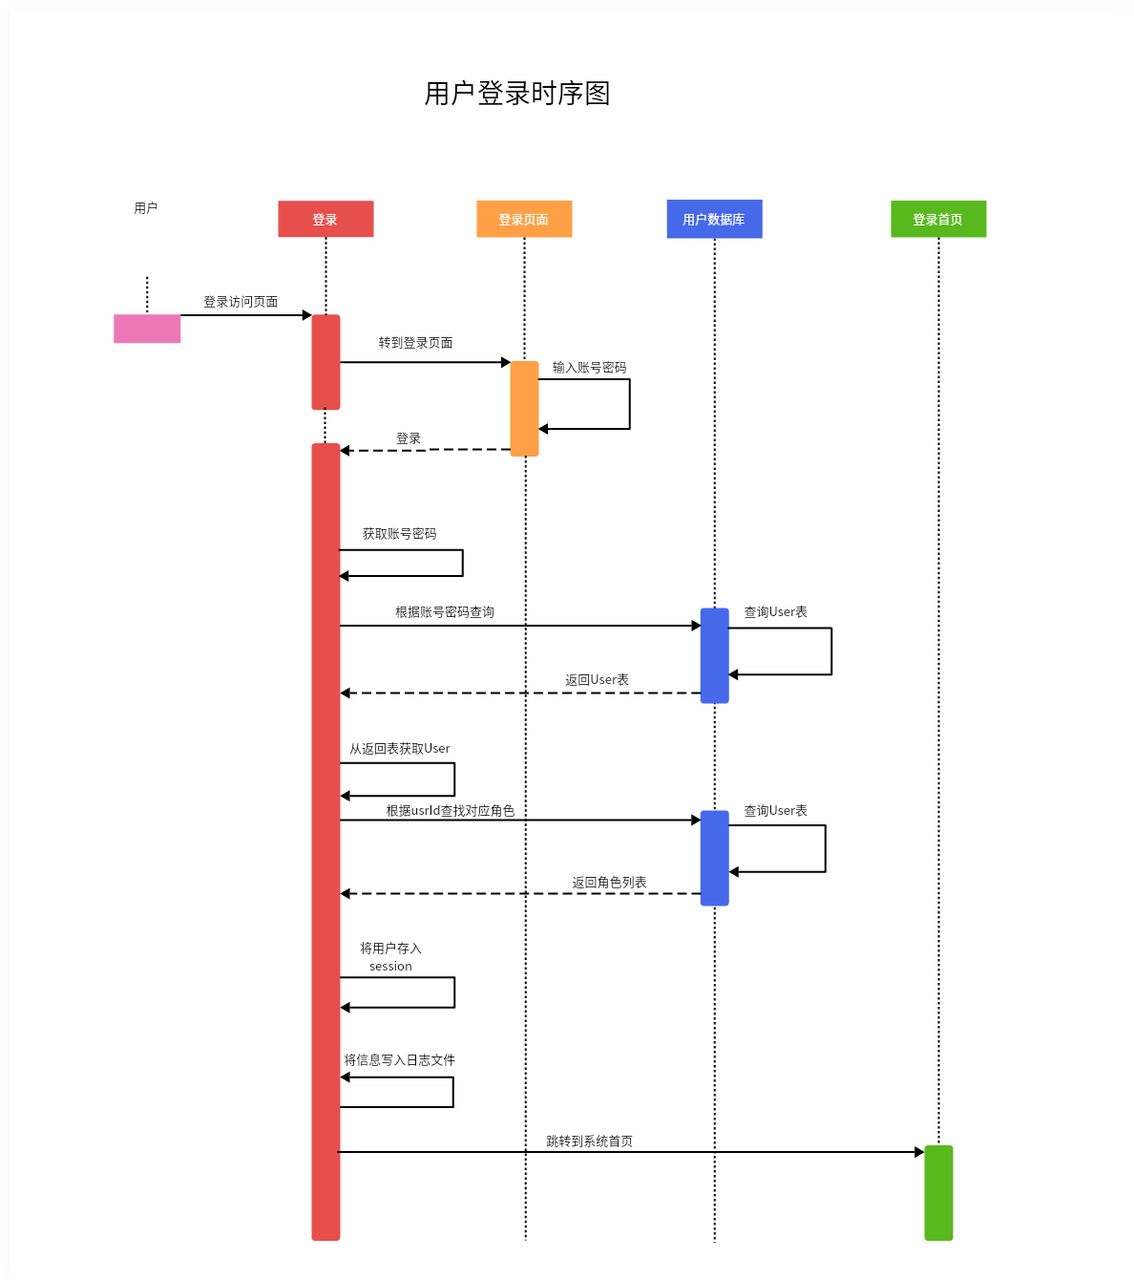 用户登录时序图
用户
登录
登录页面
用户数据库
登录首页
登录访问页面
转到登录页面
输入账号密码
登录
获取账号密码
根据账号密码查询
查询User表
返回User表
从返回表获取User
根据usrId查找对应角色
查询User表
返回角色列表
将用户存入
session
将信息写入日志文件
跳转到系统首页